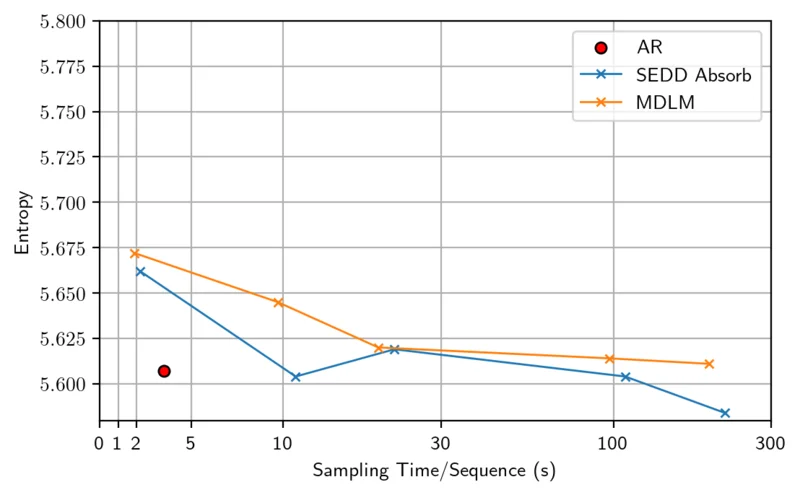 5.800
5.775
5.750
5.725
5.700
5.675
5.650
5.625
5.600
Entropy
AR
SEDD Absorb
MDLM
0 1 2 5 10 30 100 300
Sampling Time/Sequence (s)